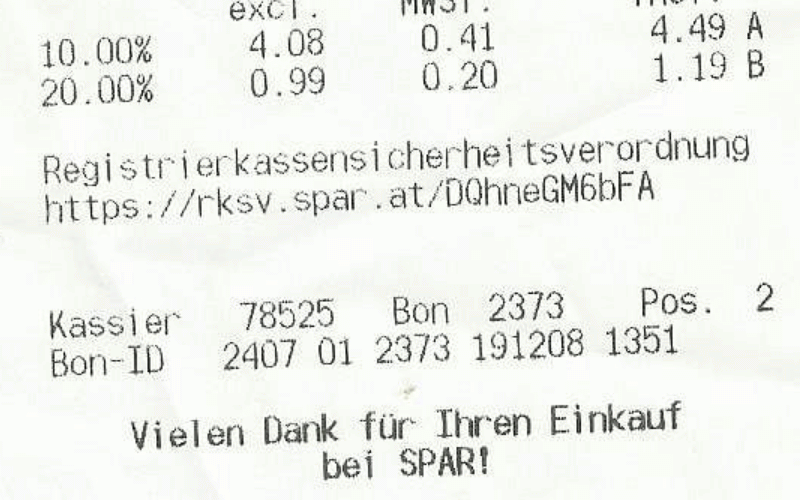 excl. MWSt.
10.00% 4.08 0.41 4.49 A
20.00% 0.99 0.20 1.19 B
Registrierkassensicherheitsverordnung
https://rksv.spar.at/DQhneGM6bFA
Kassier 78525 Bon 2373 Pos. 2
Bon-ID 2407 01 2373 191208 1351
Vielen Dank für Ihren Einkauf
bei SPAR!